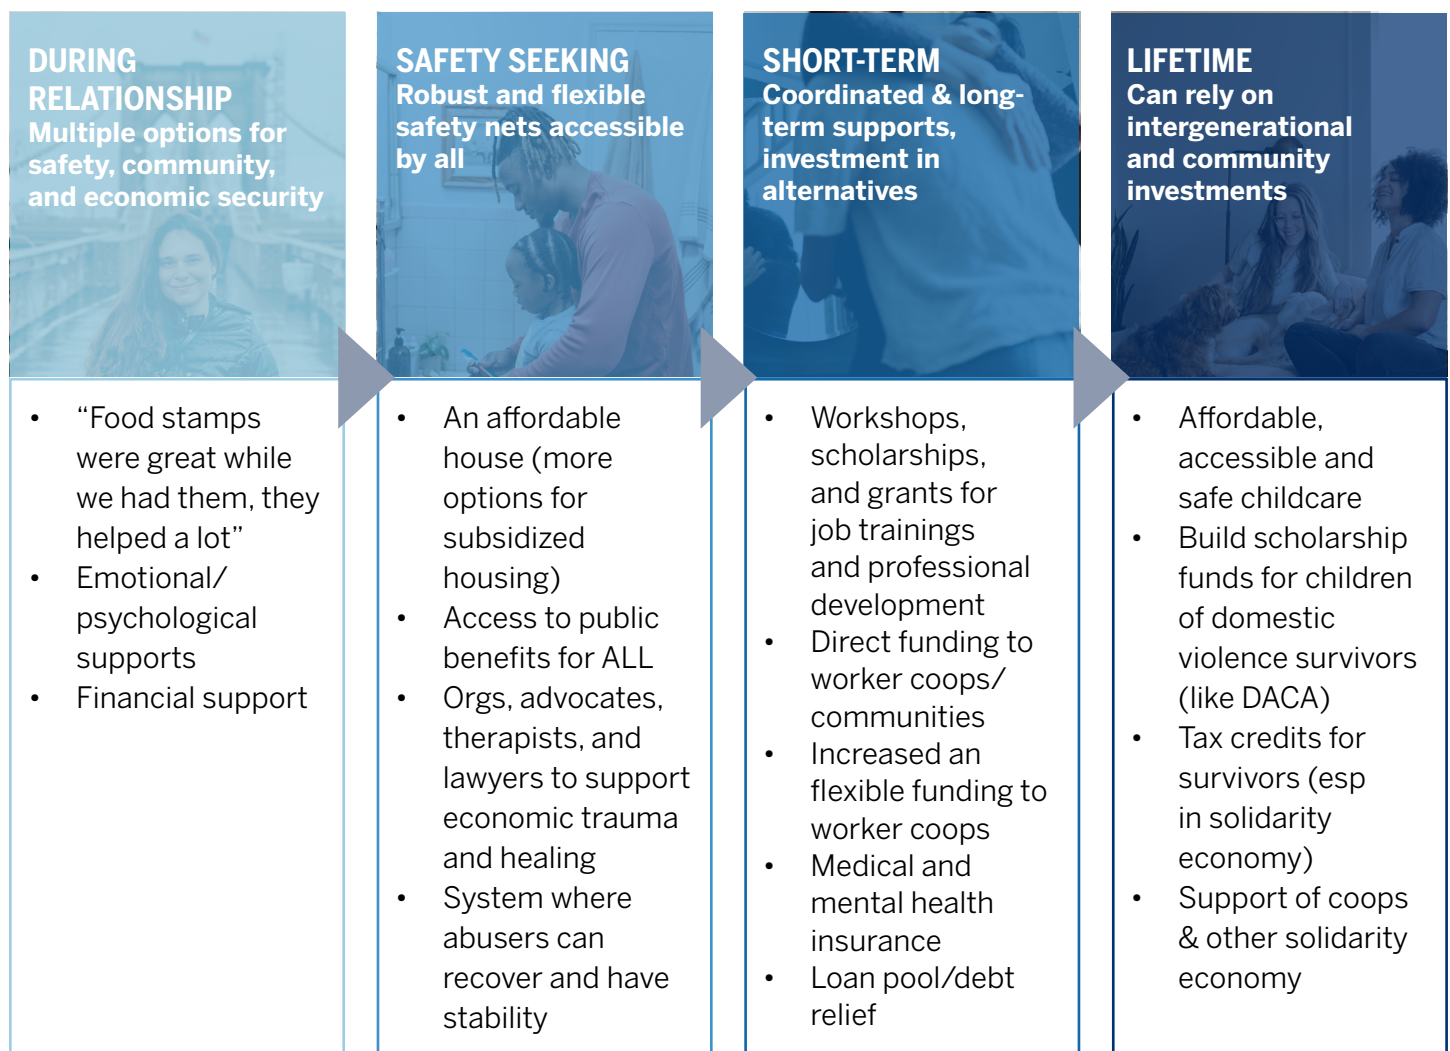 DURING
RELATIONSHIP
Multiple options for
safety, community,
and economic security
• “Food stamps
were great while
we had them, they
helped a lot”
• Emotional/
psychological
supports
• Financial support
SAFETY SEEKING
Robust and flexible
safety nets accessible
by all
• An affordable
house (more
options for
subsidized
housing)
• Access to public
benefits for ALL
• Orgs, advocates,
therapists, and
lawyers to support
economic trauma
and healing
• System where
abusers can
recover and have
stability
SHORT-TERM
Coordinated & long-
term supports,
investment in
alternatives
• Workshops,
scholarships,
and grants for
job trainings
and professional
development
• Direct funding to
worker coops/
communities
• Increased an
flexible funding to
worker coops
• Medical and
mental health
insurance
• Loan pool/debt
relief
LIFETIME
Can rely on
intergenerational
and community
investments
• Affordable,
accessible and
safe childcare
• Build scholarship
funds for children
of domestic
violence survivors
(like DACA)
• Tax credits for
survivors (esp
in solidarity
economy)
• Support of coops
& other solidarity
economy